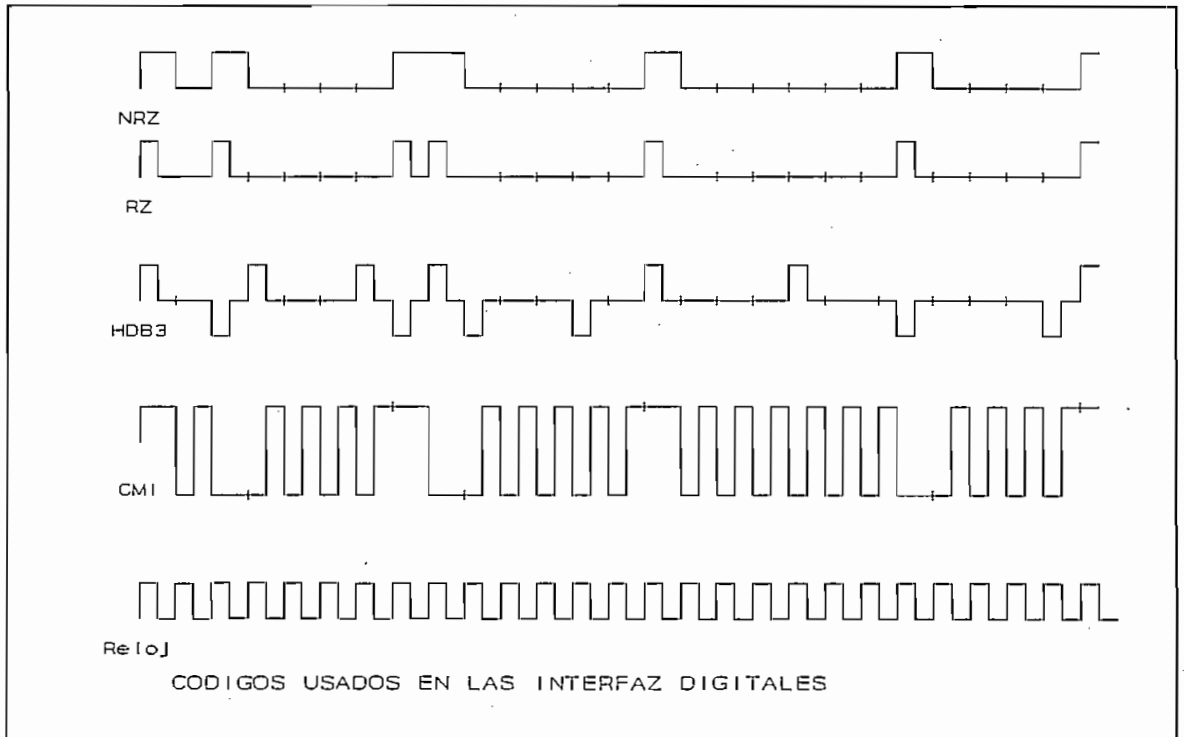 NRZ
RZ
HDB3
CMI
Reloj
CODIGOS USADOS EN LAS INTERFAZ DIGITALES